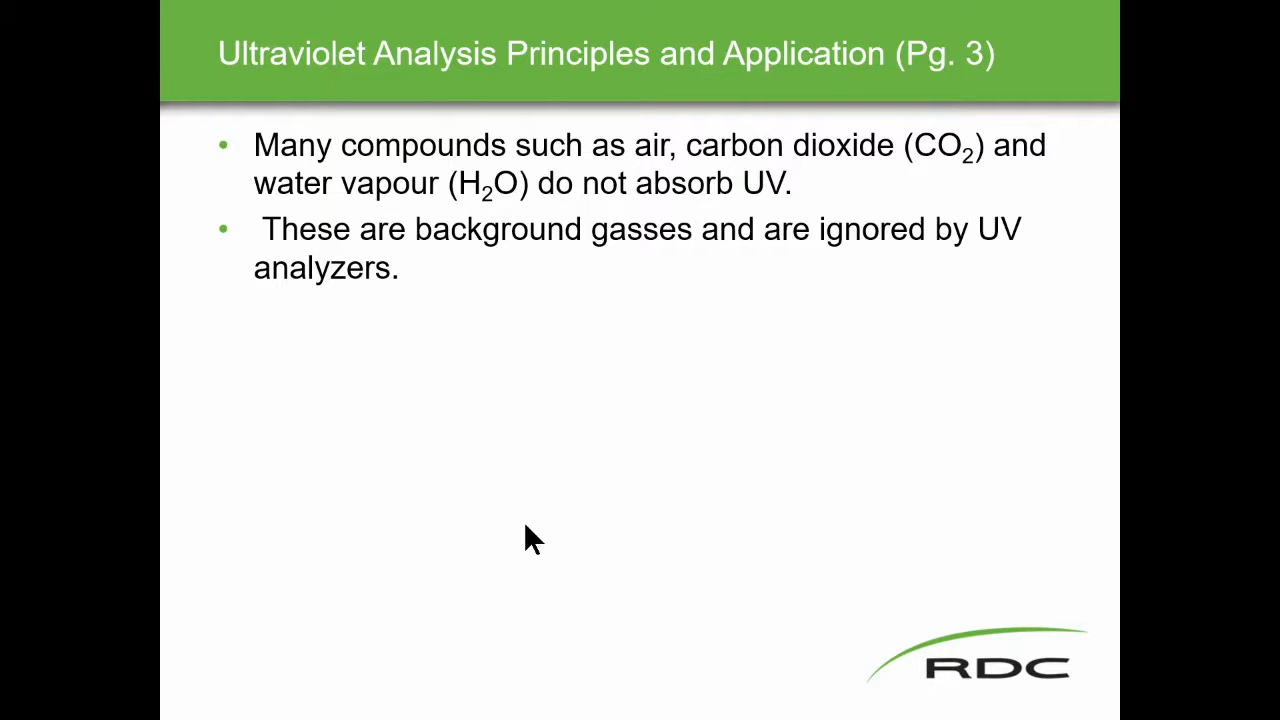 Ultraviolet Analysis Principles and Application (Pg. 3)
• Many compounds such as air, carbon dioxide (CO₂) and
water vapour (H₂O) do not absorb UV.
• These are background gasses and are ignored by UV
analyzers.
RDC